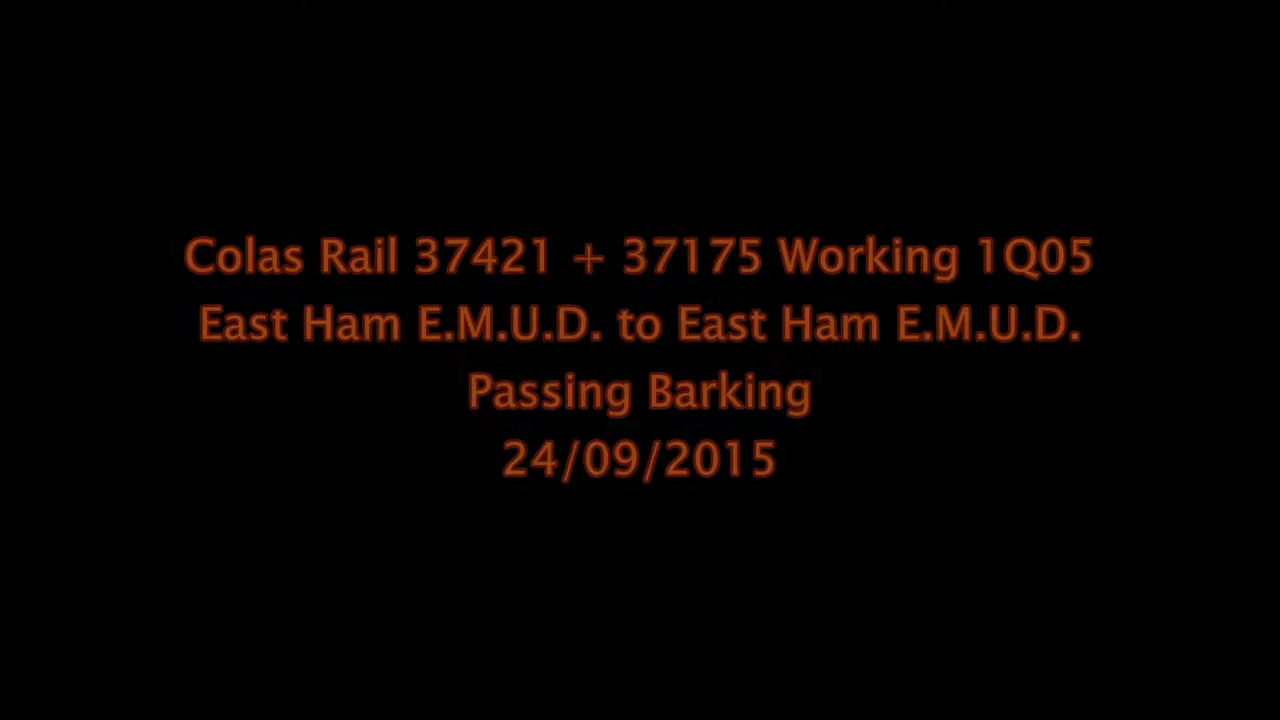 Colas Rail 37421 + 37175 Working 1Q05
East Ham E.M.U.D. to East Ham E.M.U.D.
Passing Barking
24/09/2015